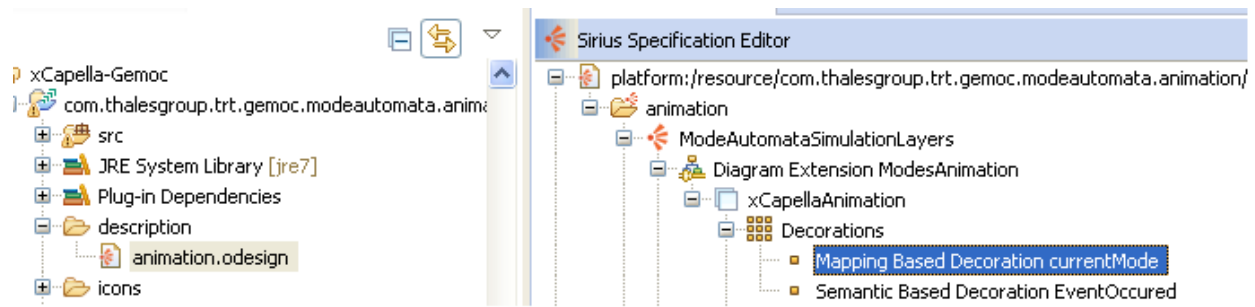 xCapella-Gemoc
com.thalesgroup.trt.gemoc.modeautomata.anima
src
JRE System Library [jre7]
Plug-in Dependencies
description
animation.odesign
icons
Sirius Specification Editor
platform:/resource/com.thalesgroup.trt.gemoc.modeautomata.animation/
animation
ModeAutomataSimulationLayers
Diagram Extension ModesAnimation
xCapellaAnimation
Decorations
Mapping Based Decoration currentMode
Semantic Based Decoration EventOccured